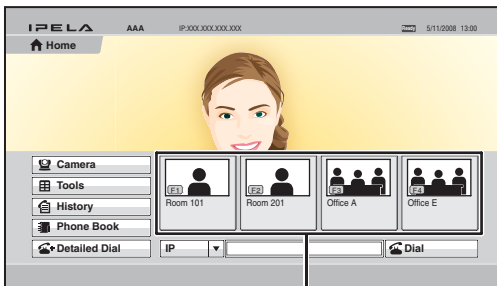 IPELA AAA IP:XXX.XXX.XXX.XXX Ready 5/11/2008 13:00
Home
Camera
Tools
History
Phone Book
Detailed Dial
F1 F2 F3 F4
Room 101 Room 201 Office A Office E
IP Dial